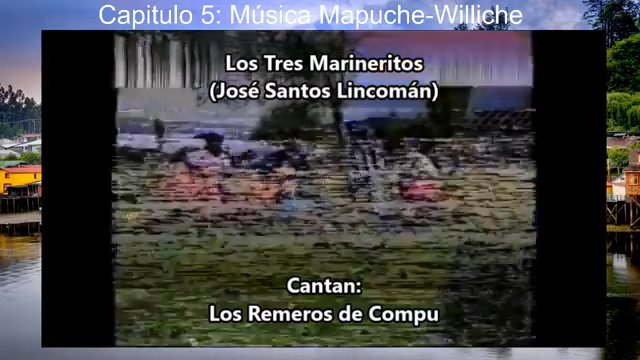 Capitulo 5: Música Mapuche-Williche
Los Tres Marineritos
(José Santos Lincomán)
Cantan:
Los Remeros de Compu